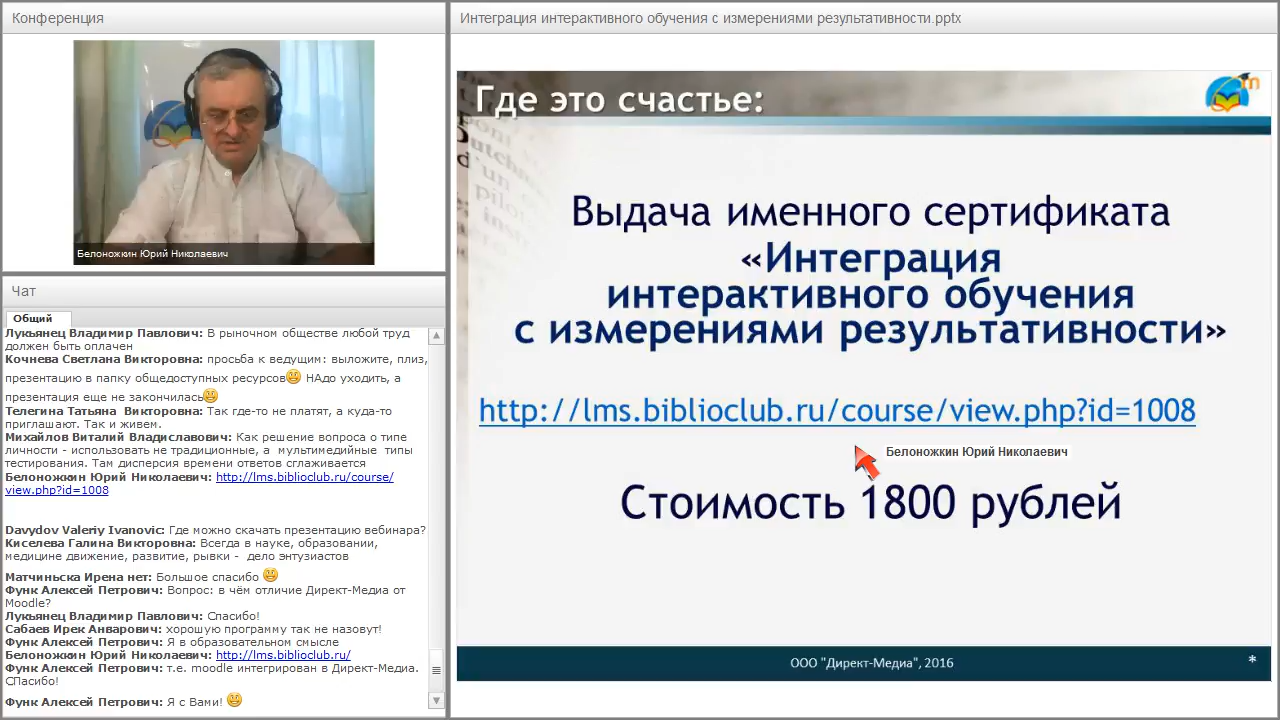 Конференция
Белоножкин Юрий Николаевич
Чат
Общий
Лукьянец Владимир Павлович: В рыночном обществе любой труд
должен быть оплачен
Кочнева Светлана Викторовна: просьба к ведущим: выложите, плиз,
презентацию в папку общедоступных ресурсов НАдо уходить, а
презентация еще не закончилась
Телегина Татьяна Викторовна: Так где-то не платят, а куда-то
приглашают. Так и живем.
Михайлов Виталий Владиславович: Как решение вопроса о типе
личности - использовать не традиционные, а мультимедийные типы
тестирования. Там дисперсия времени ответов сглаживается
Белоножкин Юрий Николаевич: http://lms.biblioclub.ru/course/
view.php?id=1008
Davydov Valeriy Ivanovic: Где можно скачать презентацию вебинара?
Киселева Галина Викторовна: Всегда в науке, образовании,
медицине движение, развитие, рывки - дело энтузиастов
Матчиньска Ирена нет: Большое спасибо
Функ Алексей Петрович: Вопрос: в чём отличие Директ-Медиа от
Moodle?
Лукьянец Владимир Павлович: Спасибо!
Сабаев Ирек Анварович: хорошую программу так не назовут!
Функ Алексей Петрович: Я в образовательном смысле
Белоножкин Юрий Николаевич: http://lms.biblioclub.ru/
Функ Алексей Петрович: т.е. moodle интегрирован в Директ-Медиа.
СПасибо!
Функ Алексей Петрович: Я с Вами!
Интеграция интерактивного обучения с измерениями результативности.pptx
Где это счастье:
Выдача именного сертификата
«Интеграция
интерактивного обучения
с измерениями результативности»
http://lms.biblioclub.ru/course/view.php?id=1008
Белоножкин Юрий Николаевич
Стоимость 1800 рублей
ООО "Директ-Медиа", 2016
*